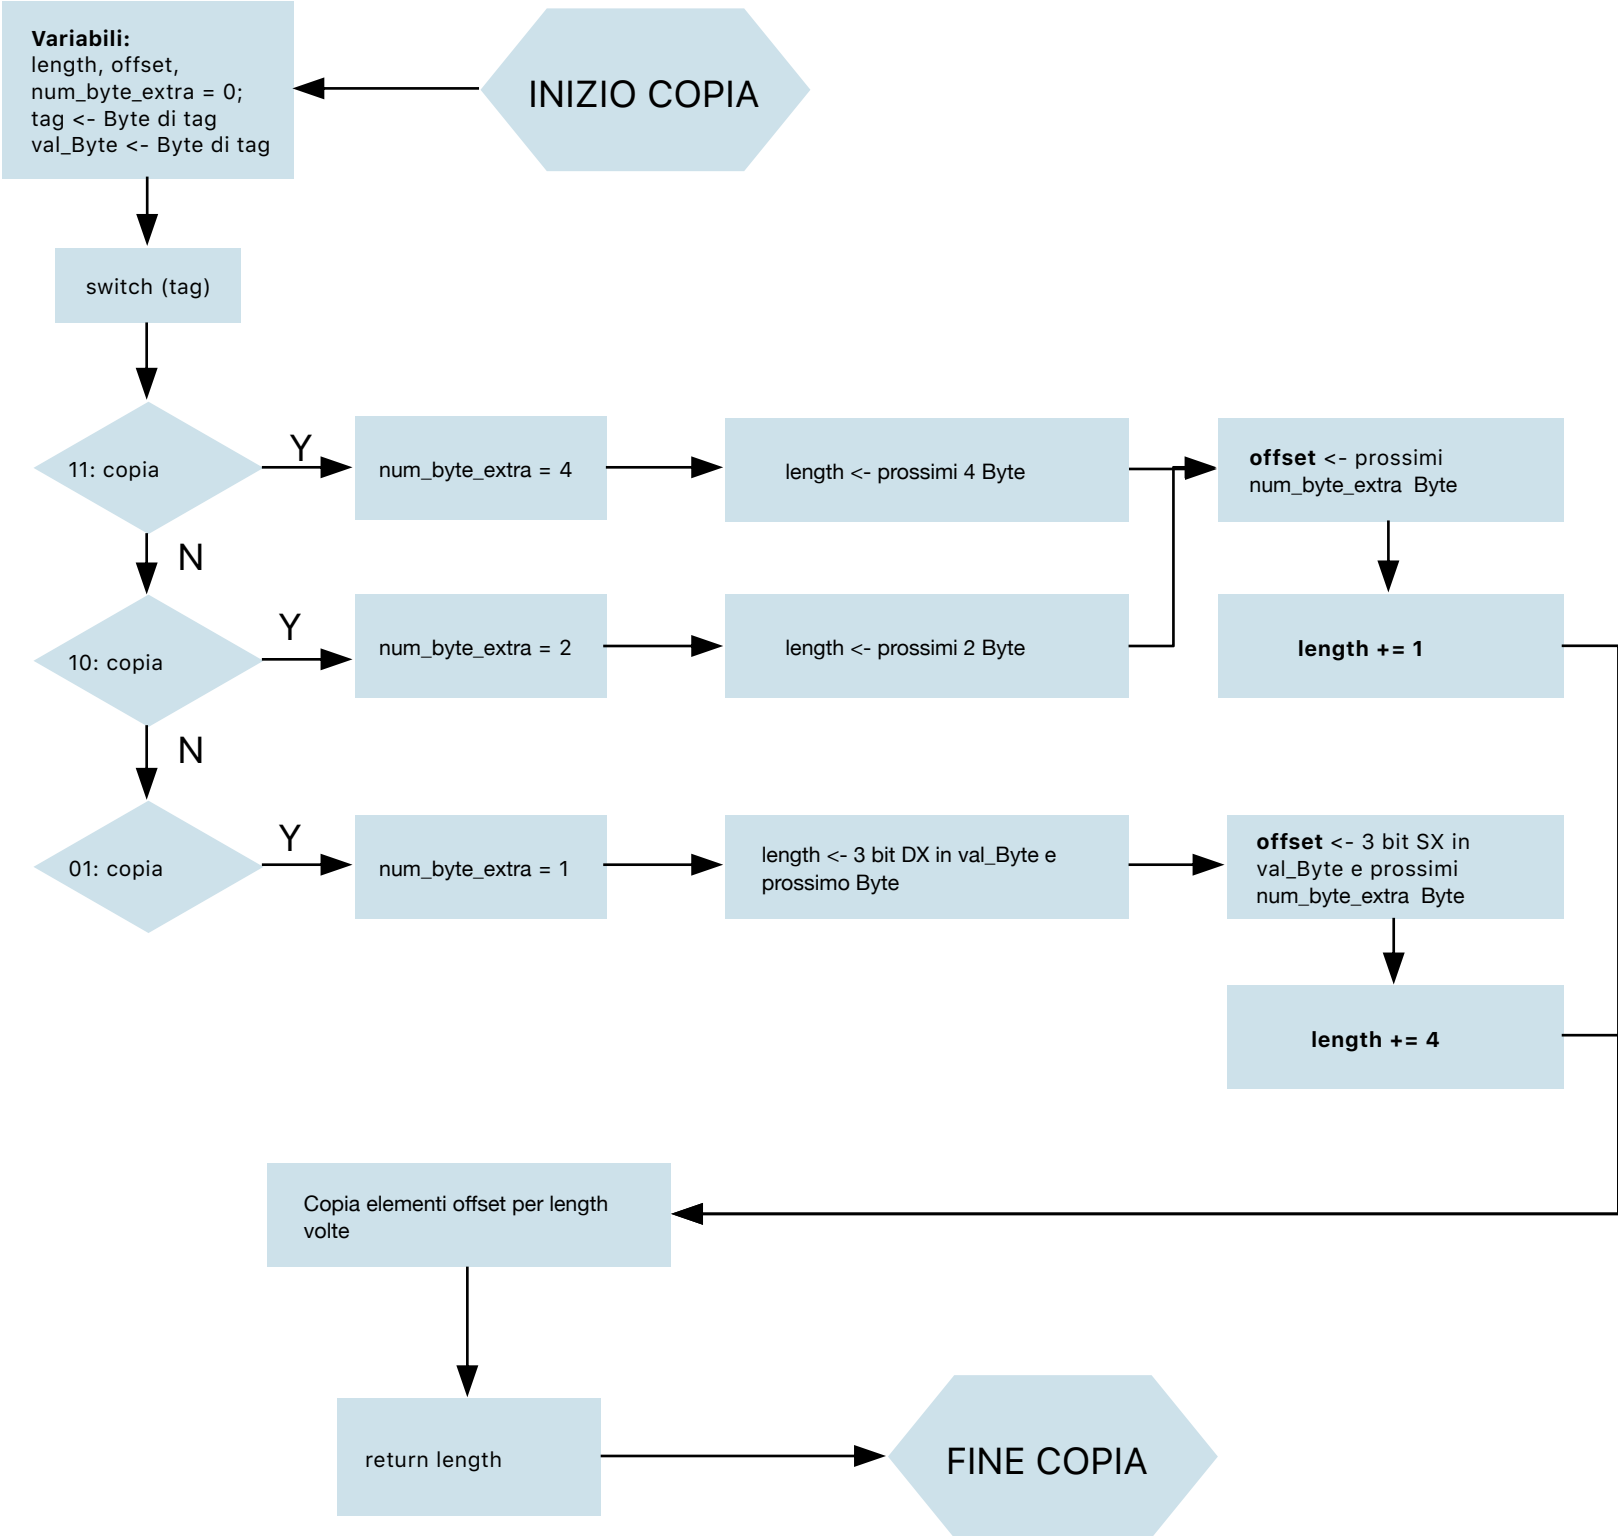 INIZIO COPIA
Variabili:
length, offset,
num_byte_extra = 0;
tag <- Byte di tag
val_Byte <- Byte di tag
switch (tag)
11: copia
Y
num_byte_extra = 4
length <- prossimi 4 Byte
offset <- prossimi
num_byte_extra Byte
N
10: copia
Y
num_byte_extra = 2
length <- prossimi 2 Byte
length += 1
N
01: copia
Y
num_byte_extra = 1
length <- 3 bit DX in val_Byte e
prossimo Byte
offset <- 3 bit SX in
val_Byte e prossimi
num_byte_extra Byte
length += 4
Copia elementi offset per length
volte
return length
FINE COPIA